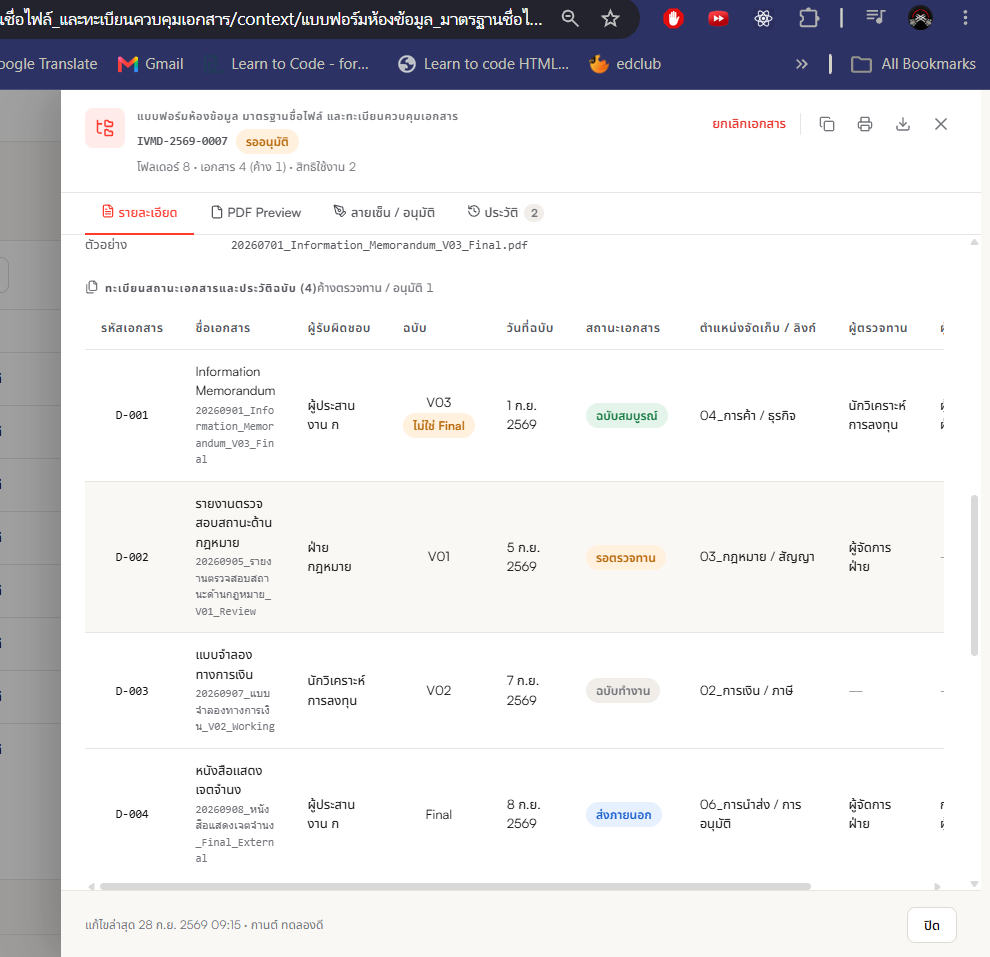 นชื่อไฟล์_และทะเบียนควบคุมเอกสาร/context/แบบฟอร์มห้องข้อมูล_มาตรฐานชื่อไ...
ogle Translate
Gmail
Learn to Code - for...
Learn to code HTML...
edclub
All Bookmarks
แบบฟอร์มห้องข้อมูล มาตรฐานชื่อไฟล์ และทะเบียนควบคุมเอกสาร
IVMD-2569-0007 รออนุมัติ
โฟลเดอร์ 8 • เอกสาร 4 (ค้าง 1) • สิทธิใช้งาน 2
ยกเลิกเอกสาร
รายละเอียด
PDF Preview
ลายเซ็น / อนุมัติ
ประวัติ 2
ตัวอย่าง 20260701_Information_Memorandum_V03_Final.pdf
ทะเบียนสถานะเอกสารและประวัติฉบับ (4)ค้างตรวจทาน / อนุมัติ 1
รหัสเอกสาร ชื่อเอกสาร ผู้รับผิดชอบ ฉบับ วันที่ฉบับ สถานะเอกสาร ตำแหน่งจัดเก็บ / ลิงก์ ผู้ตรวจทาน
D-001
Information
Memorandum
20260901_Info
rmation_Memor
andum_V03_Fin
al
ผู้ประสาน
งาน ก
V03
ไม่ใช่ Final
1 ก.ย.
2569
ฉบับสมบูรณ์
04_การค้า / ธุรกิจ
นักวิเคราะห์
การลงทุน
D-002
รายงานตรวจ
สอบสถานะด้าน
กฎหมาย
20260905_รายง
านตรวจสอบสถา
นะด้านกฎหมาย_
V01_Review
ฝ่าย
กฎหมาย
V01
5 ก.ย.
2569
รอตรวจทาน
03_กฎหมาย / สัญญา
ผู้จัดการ
ฝ่าย
D-003
แบบจำลอง
ทางการเงิน
20260907_แบบ
จำลองทางการเงิ
น_V02_Working
นักวิเคราะห์
การลงทุน
V02
7 ก.ย.
2569
ฉบับทำงาน
02_การเงิน / ภาษี
—
D-004
หนังสือแสดง
เจตจำนง
20260908_หนัง
สือแสดงเจตจำนง
_Final_Extern
al
ผู้ประสาน
งาน ก
Final
8 ก.ย.
2569
ส่งภายนอก
06_การนำส่ง / การ
อนุมัติ
ผู้จัดการ
ฝ่าย
แก้ไขล่าสุด 28 ก.ย. 2569 09:15 • กานต์ ทดลองดี
ปิด